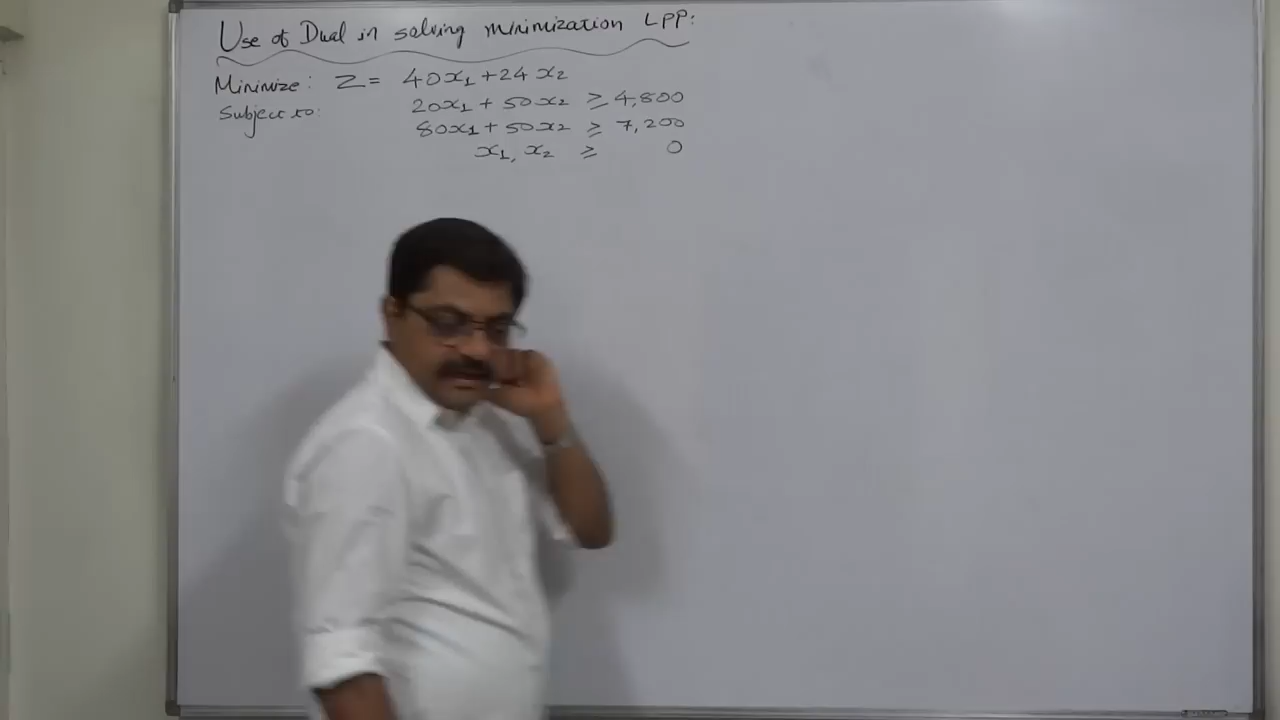 Use of Dual in solving minimization LPP:
Minimize: Z = 40x₁ + 24x₂
Subject to: 20x₁ + 50x₂ ≥ 4,800
80x₁ + 50x₂ ≥ 7,200
x₁, x₂ ≥ 0